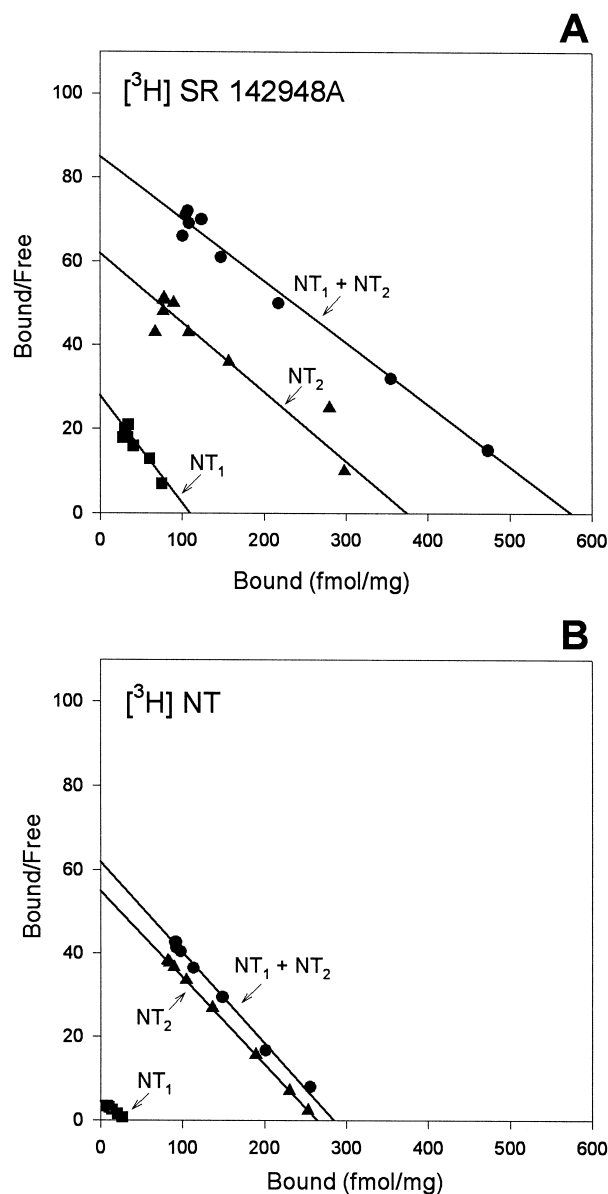 A
[³H] SR 142948A
100
80
60
40
20
0
Bound/Free
NT₁ + NT₂
NT₂
NT₁
0 100 200 300 400 500 600
Bound (fmol/mg)
B
[³H] NT
100
80
60
40
20
0
Bound/Free
NT₁ + NT₂
NT₂
NT₁
0 100 200 300 400 500 600
Bound (fmol/mg)